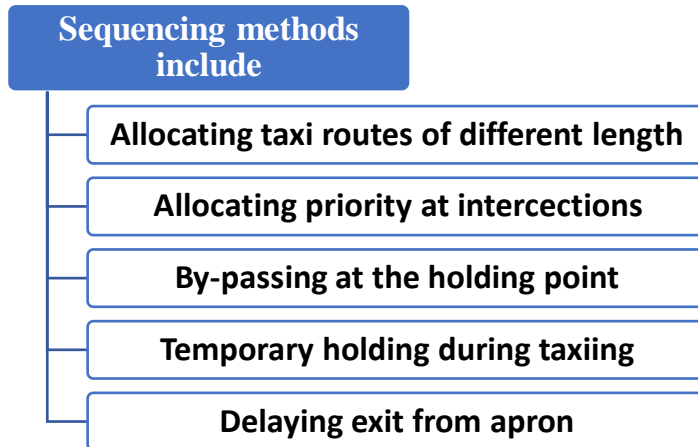 Sequencing methods
include
Allocating taxi routes of different length
Allocating priority at intercections
By-passing at the holding point
Temporary holding during taxiing
Delaying exit from apron